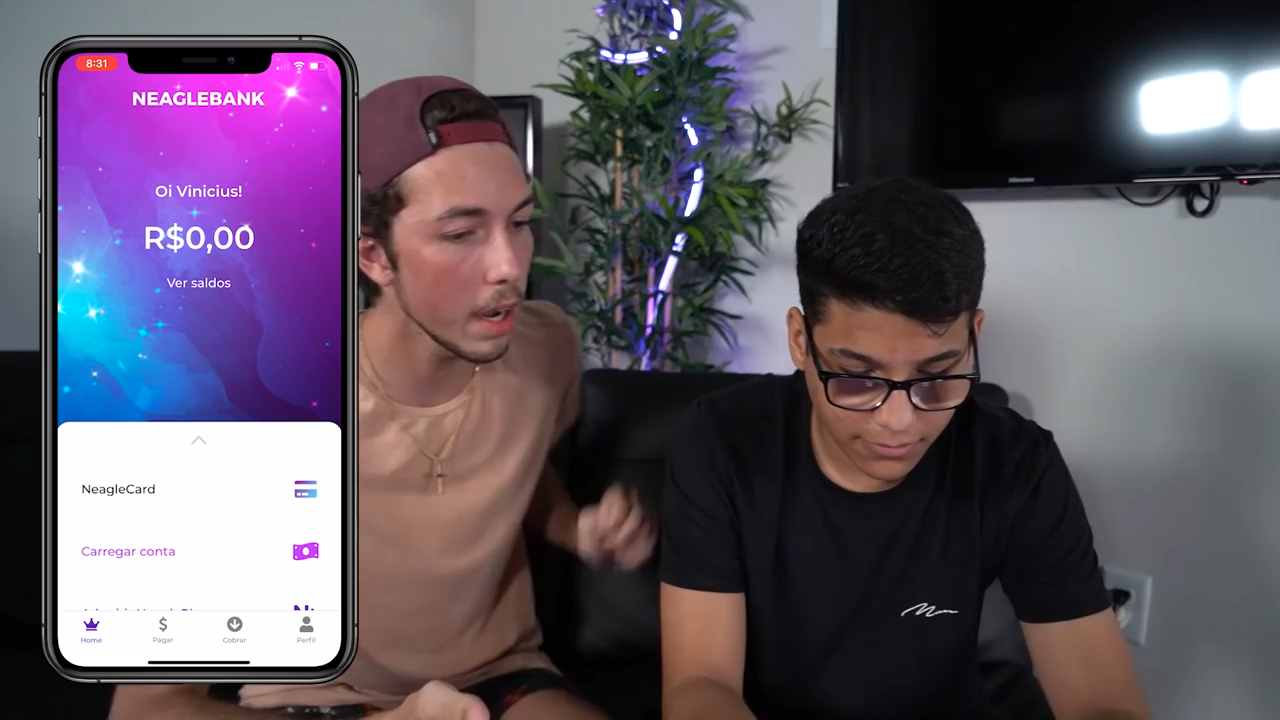 8:31
NEAGLEBANK
Oi Vinicius!
R$0,00
Ver saldos
NeagleCard
Carregar conta
Home
Pagar
Cobrar
Perfil